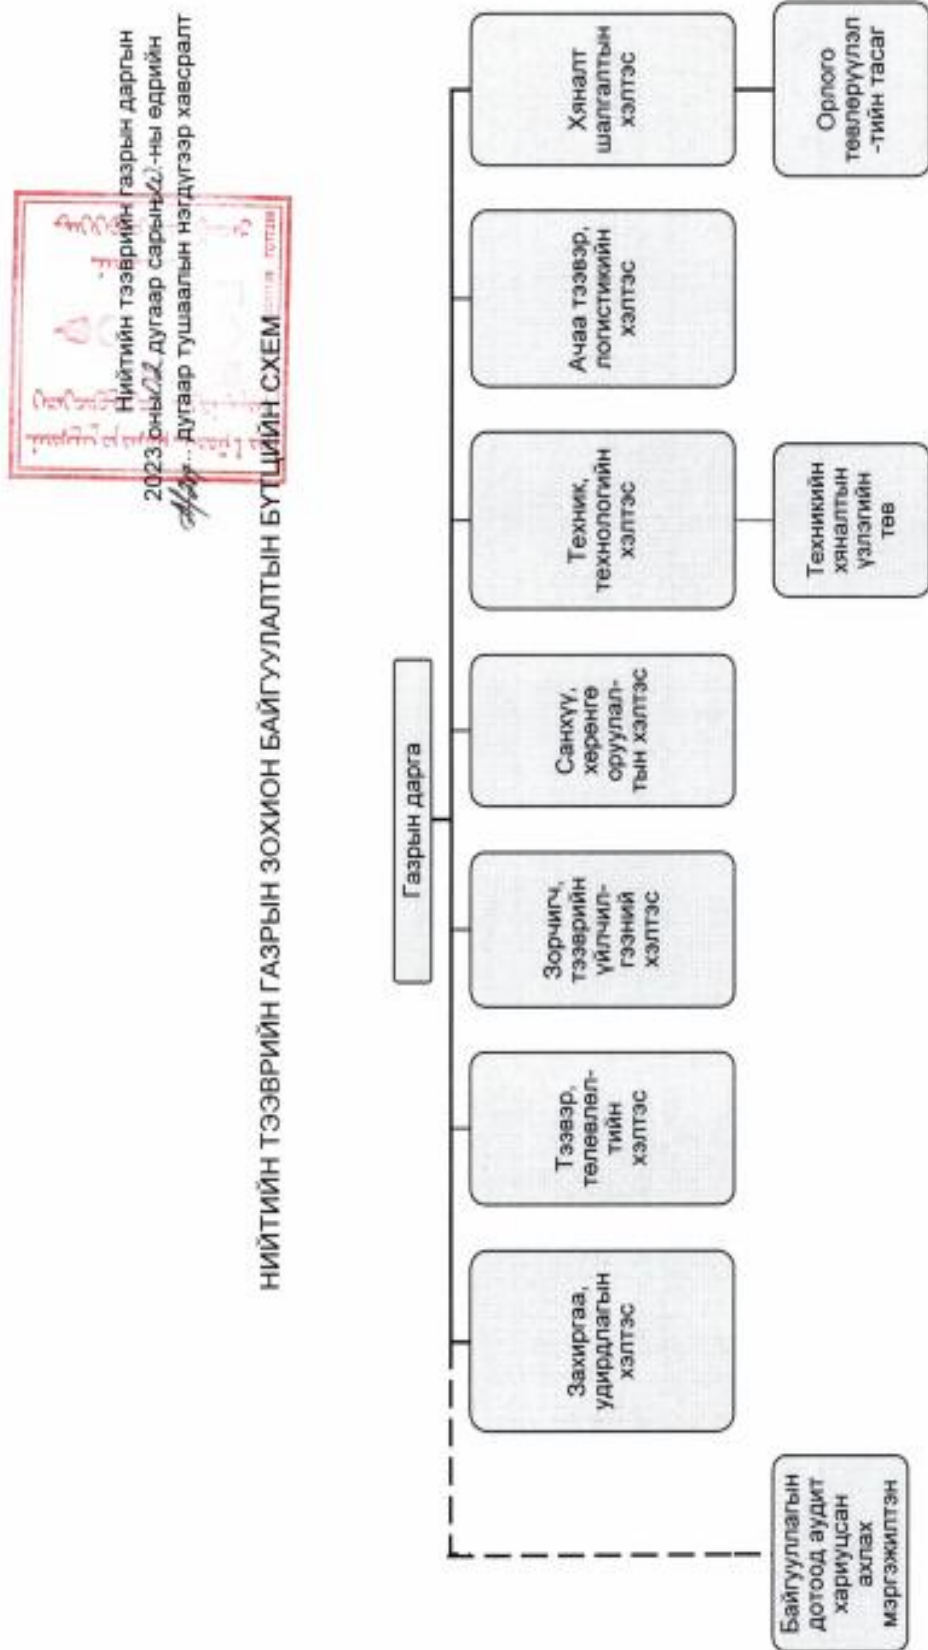 Нийтийн тээврийн газрын даргын
2023 оны 02 дугаар сарын -ны өдрийн
дугаар тушаалын нэгдүгээр хавсралт
НИЙТИЙН ТЭЭВРИЙН ГАЗРЫН ЗОХИОН БАЙГУУЛАЛТЫН БҮТЦИЙН СХЕМ
Газрын дарга
Захиргаа,
удирдлагын
хэлтэс
Тээвэр,
төлөвлөл-
тийн
хэлтэс
Зорчигч,
тээврийн
үйлчил-
гээний
хэлтэс
Санхүү,
хөрөнгө
оруулал-
тын хэлтэс
Техник,
технологийн
хэлтэс
Ачаа тээвэр,
логистикийн
хэлтэс
Хяналт
шалгалтын
хэлтэс
Байгууллагын
дотоод аудит
хариуцсан
ахлах
мэргэжилтэн
Техникийн
хяналтын
үзлэгийн
төв
Орлого
төвлөрүүлэл
-тийн тасаг